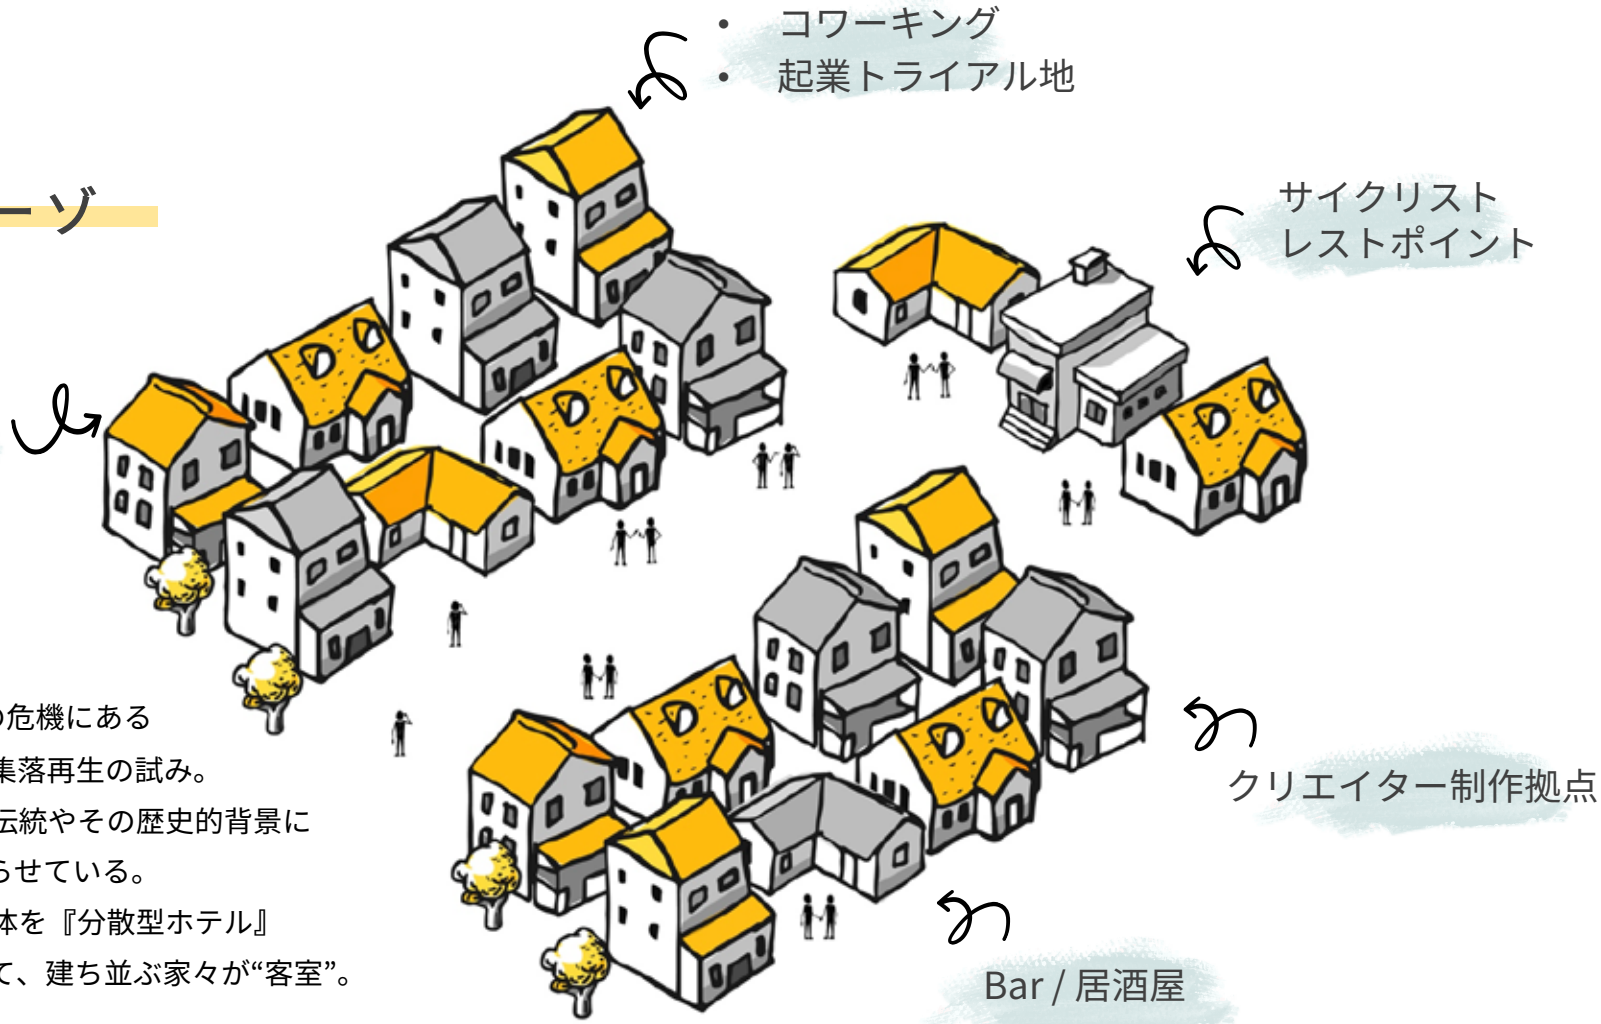 • コワーキング
• 起業トライアル地
ーゾ
サイクリスト
レストポイント
の危機にある
集落再生の試み。
伝統やその歴史的背景に
らせている。
体を『分散型ホテル』
て、建ち並ぶ家々が“客室”。
クリエイター制作拠点
Bar / 居酒屋